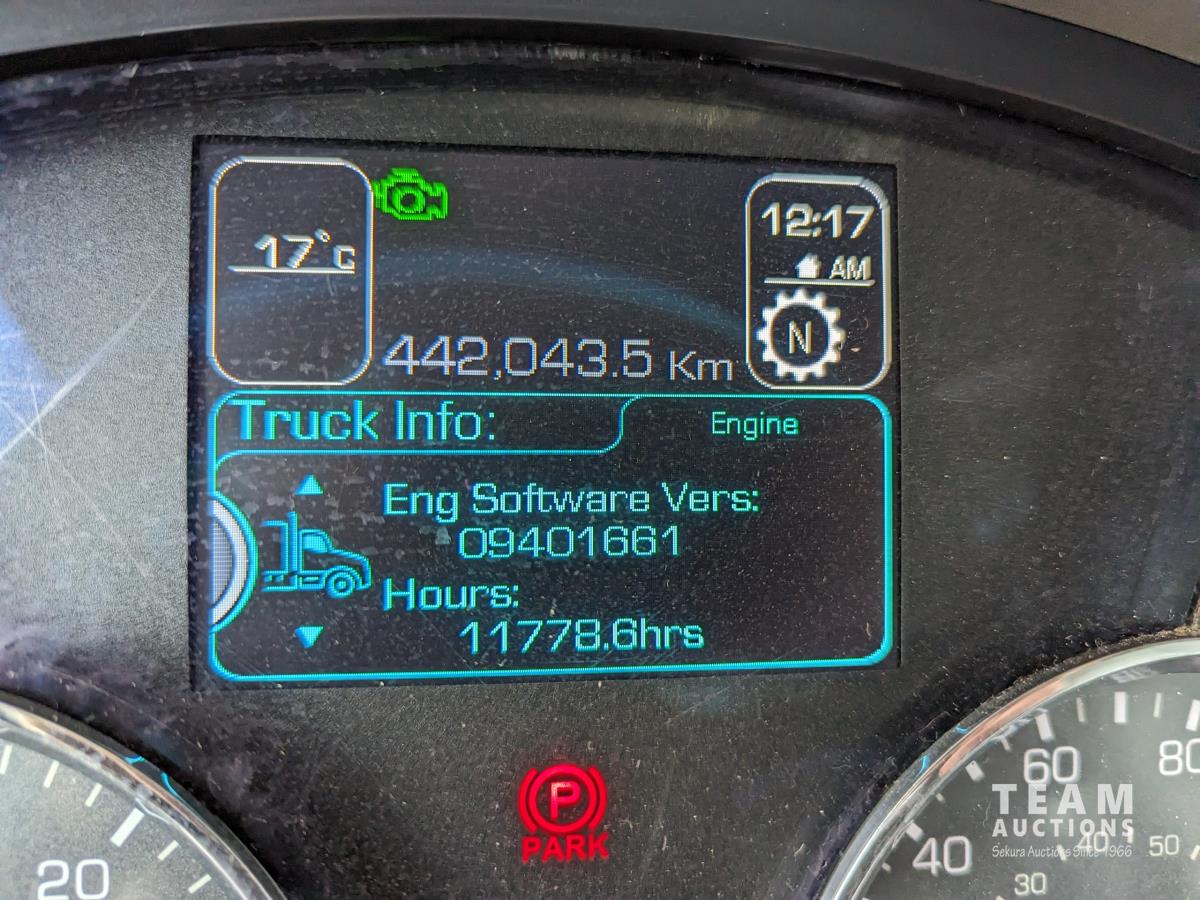 17°C
12:17
AM
N
442,043.5 Km
Truck Info:
Engine
Eng Software Vers:
09401661
Hours:
11778.6hrs
P
PARK
20
40
60
80
30
40
50
TEAM
AUCTIONS
Sekura Auctions Since 1966